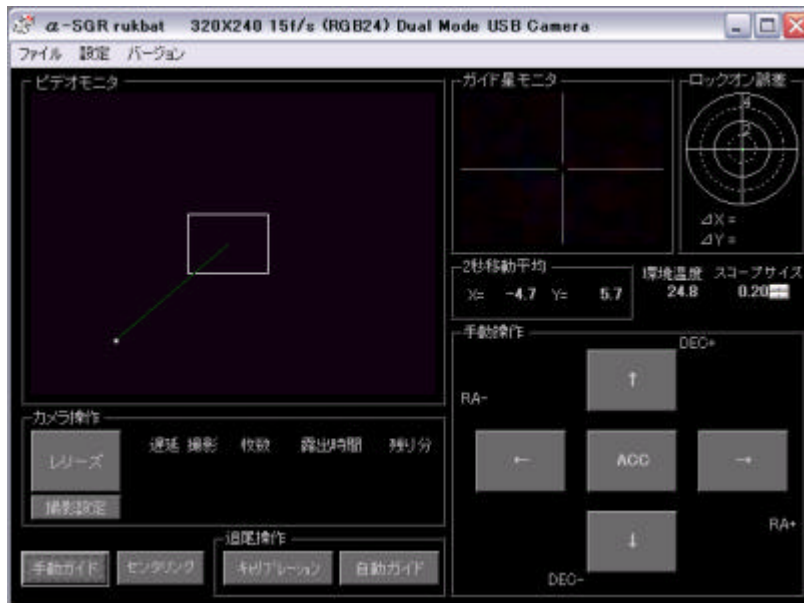 α-SGR rukbat 320X240 15f/s (RGB24) Dual Mode USB Camera
ファイル 設定 バージョン
ビデオモニタ
ガイド星モニタ
ロックオン誤差
4
2
⊿X =
⊿Y =
2秒移動平均
X= -4.7 Y= 5.7
環境温度 スコープサイズ
24.8 0.20
手動操作
DEC+
RA-
↑
← ACC →
↓
RA+
DEC-
カメラ操作
レリーズ
遅延 撮影 枚数 露出時間 残り分
撮影設定
追尾操作
手動ガイド センタリング キャリブレーション 自動ガイド